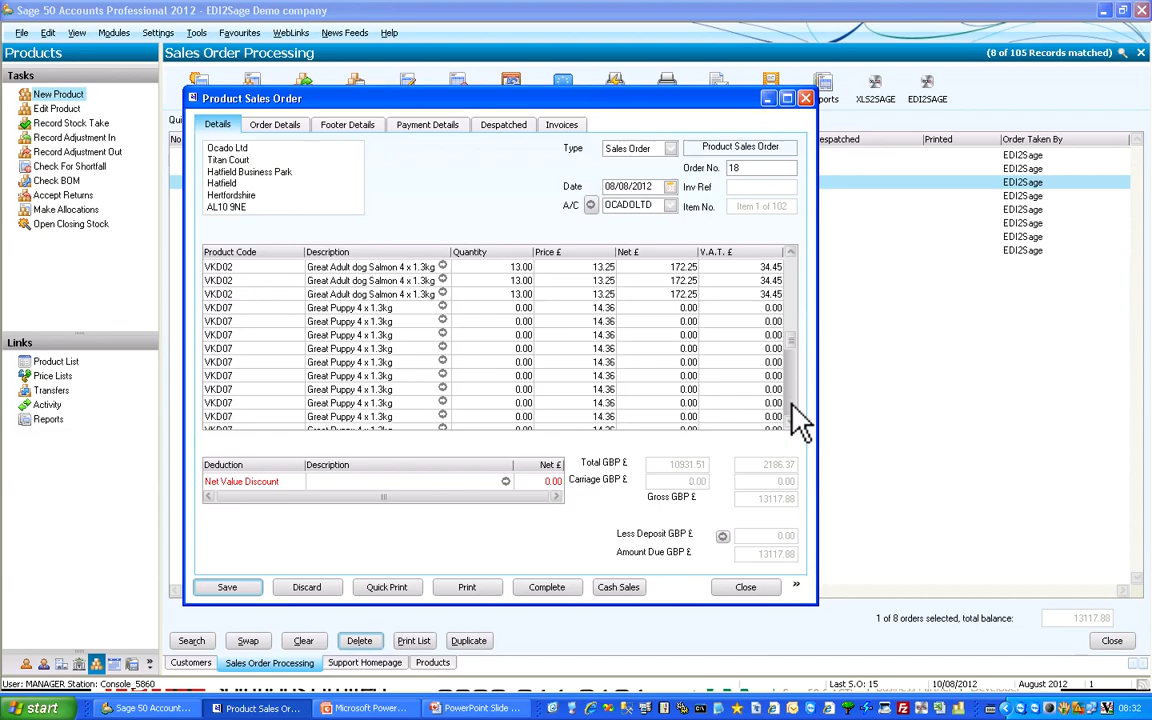 Sage 50 Accounts Professional 2012 - EDI2Sage Demo company
File Edit View Modules Settings Tools Favourites WebLinks News Feeds Help
Products
Sales Order Processing
(8 of 105 Records matched)
Tasks
New Product
Edit Product
Record Stock Take
Record Adjustment In
Record Adjustment Out
Check For Shortfall
Check BOM
Accept Returns
Make Allocations
Open Closing Stock
Links
Product List
Price Lists
Transfers
Activity
Reports
XLS2SAGE EDI2SAGE
Printed Order Taken By
EDI2Sage
EDI2Sage
EDI2Sage
EDI2Sage
EDI2Sage
EDI2Sage
EDI2Sage
EDI2Sage
Product Sales Order
Details Order Details Footer Details Payment Details Despatched Invoices
Ocado Ltd
Titan Court
Hatfield Business Park
Hatfield
Hertfordshire
AL10 9NE
Type Sales Order Product Sales Order
Order No. 18
Date 08/08/2012 Inv Ref
A/C OCADOLTD Item No. Item 1 of 102
Product Code Description Quantity Price £ Net £ V.A.T. £
VKD02 Great Adult dog Salmon 4 x 1.3kg 13.00 13.25 172.25 34.45
VKD02 Great Adult dog Salmon 4 x 1.3kg 13.00 13.25 172.25 34.45
VKD02 Great Adult dog Salmon 4 x 1.3kg 13.00 13.25 172.25 34.45
VKD07 Great Puppy 4 x 1.3kg 0.00 14.36 0.00 0.00
VKD07 Great Puppy 4 x 1.3kg 0.00 14.36 0.00 0.00
VKD07 Great Puppy 4 x 1.3kg 0.00 14.36 0.00 0.00
VKD07 Great Puppy 4 x 1.3kg 0.00 14.36 0.00 0.00
VKD07 Great Puppy 4 x 1.3kg 0.00 14.36 0.00 0.00
VKD07 Great Puppy 4 x 1.3kg 0.00 14.36 0.00 0.00
VKD07 Great Puppy 4 x 1.3kg 0.00 14.36 0.00 0.00
VKD07 Great Puppy 4 x 1.3kg 0.00 14.36 0.00 0.00
VKD07 Great Puppy 4 x 1.3kg 0.00 14.36 0.00 0.00
VKD07 Great Puppy 4 x 1.3kg 0.00 14.36 0.00 0.00
Deduction Description Net £
Net Value Discount 0.00
Total GBP £ 10931.51 2186.37
Carriage GBP £ 0.00 0.00
Gross GBP £ 13117.88
Less Deposit GBP £ 0.00
Amount Due GBP £ 13117.88
Save Discard Quick Print Print Complete Cash Sales Close
1 of 8 orders selected, total balance: 13117.88
Search Swap Clear Delete Print List Duplicate Close
Customers Sales Order Processing Support Homepage Products
User: MANAGER Station: Console_5860
Last S.O: 15 10/08/2012 August 2012 1
start Sage 50 Account... Product Sales Or... Microsoft Power... PowerPoint Slide ... 08:32